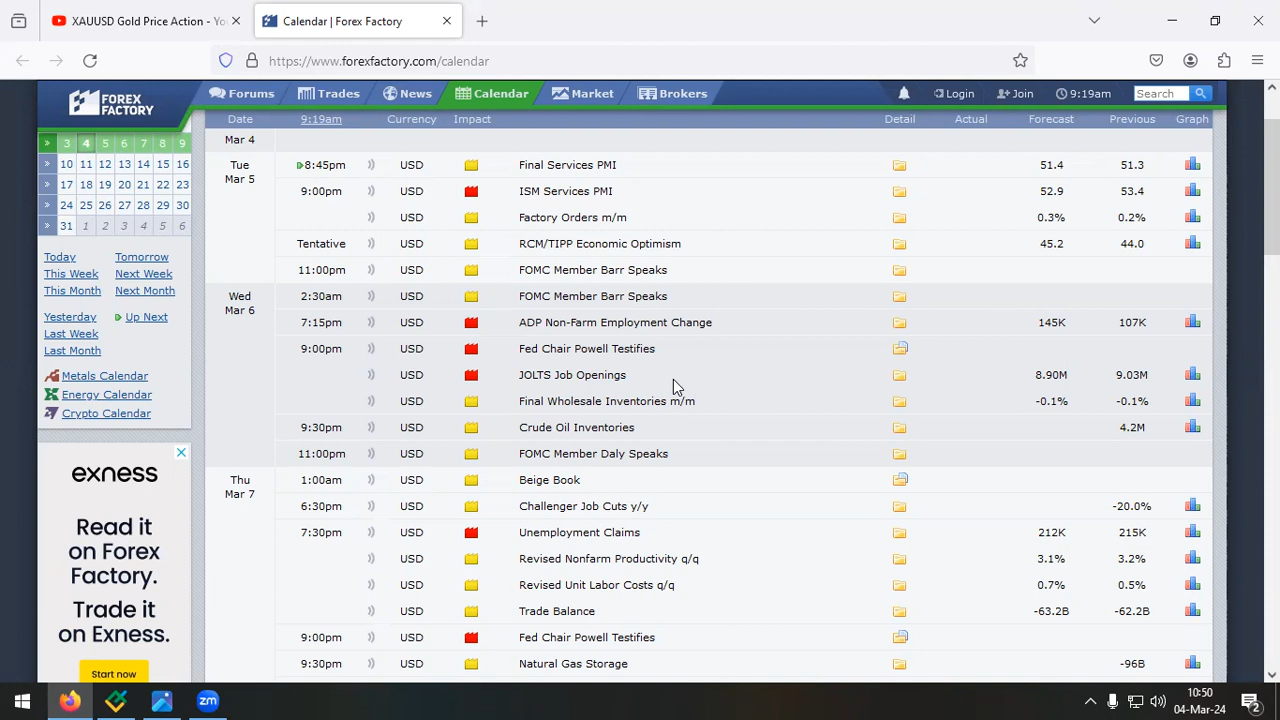 XAUUSD Gold Price Action - Yo
Calendar | Forex Factory
https://www.forexfactory.com/calendar
FOREX
FACTORY
Forums
Trades
News
Calendar
Market
Brokers
Login
Join
9:19am
Search
3 4 5 6 7 8 9
10 11 12 13 14 15 16
17 18 19 20 21 22 23
24 25 26 27 28 29 30
31 1 2 3 4 5 6
Today Tomorrow
This Week Next Week
This Month Next Month
Yesterday Up Next
Last Week
Last Month
Metals Calendar
Energy Calendar
Crypto Calendar
exness
Read it
on Forex
Factory.
Trade it
on Exness.
Start now
Date 9:19am Currency Impact Detail Actual Forecast Previous Graph
Mar 4
Tue
Mar 5
8:45pm USD Final Services PMI 51.4 51.3
9:00pm USD ISM Services PMI 52.9 53.4
USD Factory Orders m/m 0.3% 0.2%
Tentative USD RCM/TIPP Economic Optimism 45.2 44.0
11:00pm USD FOMC Member Barr Speaks
Wed
Mar 6
2:30am USD FOMC Member Barr Speaks
7:15pm USD ADP Non-Farm Employment Change 145K 107K
9:00pm USD Fed Chair Powell Testifies
USD JOLTS Job Openings 8.90M 9.03M
USD Final Wholesale Inventories m/m -0.1% -0.1%
9:30pm USD Crude Oil Inventories 4.2M
11:00pm USD FOMC Member Daly Speaks
Thu
Mar 7
1:00am USD Beige Book
6:30pm USD Challenger Job Cuts y/y -20.0%
7:30pm USD Unemployment Claims 212K 215K
USD Revised Nonfarm Productivity q/q 3.1% 3.2%
USD Revised Unit Labor Costs q/q 0.7% 0.5%
USD Trade Balance -63.2B -62.2B
9:00pm USD Fed Chair Powell Testifies
9:30pm USD Natural Gas Storage -96B
zm
10:50
04-Mar-24
2